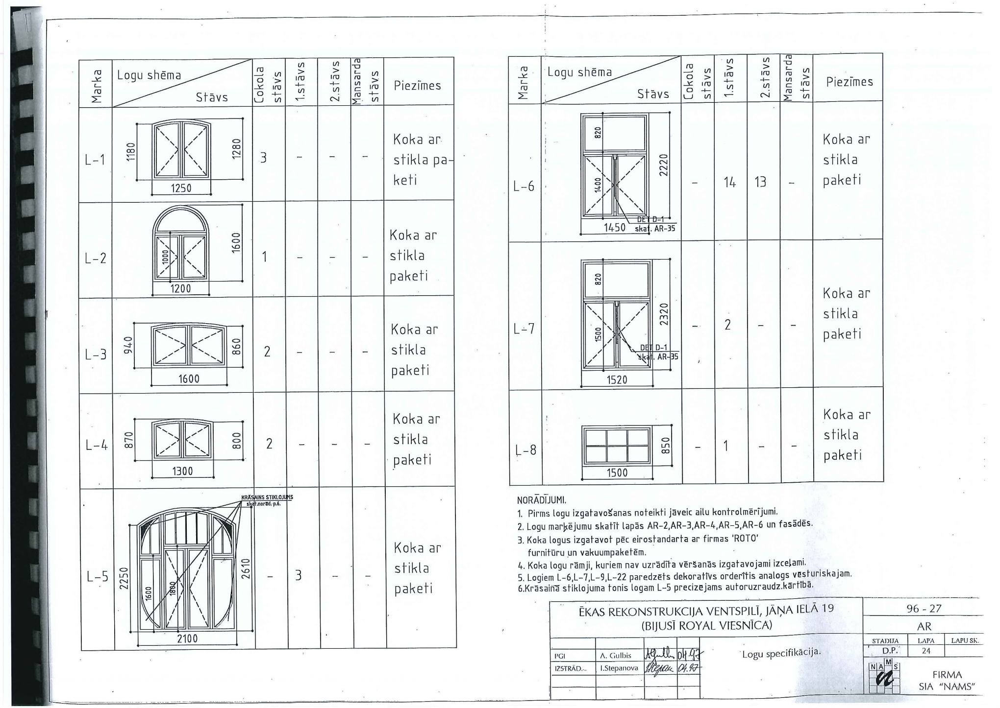 Marka
Logu shēma
Stāvs
Cokola stāvs
1.stāvs
2.stāvs
Mansarda stāvs
Piezīmes
L-1
1180
1280
1250
3
-
-
-
Koka ar
stikla pa-
keti
L-2
1000
1600
1200
1
-
-
-
Koka ar
stikla
paketi
L-3
940
860
1600
2
-
-
-
Koka ar
stikla
paketi
L-4
870
800
1300
2
-
-
-
Koka ar
stikla
paketi
KRĀSAINS STIKLOJUMS
skat.norād. p.6.
L-5
2250
1600
1800
2610
2100
-
3
-
-
Koka ar
stikla
paketi
Marka
Logu shēma
Stāvs
Cokola stāvs
1.stāvs
2.stāvs
Mansarda stāvs
Piezīmes
L-6
820
1400
2220
DET D-1
skat. AR-35
1450
-
14
13
-
Koka ar
stikla
paketi
L-7
820
1500
2320
DET D-1
skat. AR-35
1520
-
2
-
-
Koka ar
stikla
paketi
L-8
850
1500
-
1
-
-
Koka ar
stikla
paketi
NORĀDĪJUMI.
1. Pirms logu izgatavošanas noteikti jāveic ailu kontrolmērījumi.
2. Logu marķējumu skatīt lapās AR-2,AR-3,AR-4,AR-5,AR-6 un fasādēs.
3. Koka logus izgatavot pēc eirostandarta ar firmas 'ROTO'
furnitūru un vakuumpaketēm.
4. Koka logu rāmji, kuriem nav uzrādīta vēršanās izgatavojami izceļami.
5. Logiem L-6,L-7,L-9,L-22 paredzēts dekoratīvs orderītis analogs vēsturiskajam.
6.Krāsainā stiklojuma tonis logam L-5 precizējams autoruzraudz.kārtībā.
ĒKAS REKONSTRUKCIJA VENTSPILĪ, JĀŅA IELĀ 19
(BIJUSĪ ROYAL VIESNĪCA)
96 - 27
AR
STADIJA
LAPA
LAPU SK.
D.P.
24
PGI
A. Gulbis
AGulbis
04.97
IZSTRĀD...
I.Stepanova
04.97
Logu specifikācija.
N A M S
n
FIRMA
SIA "NAMS"